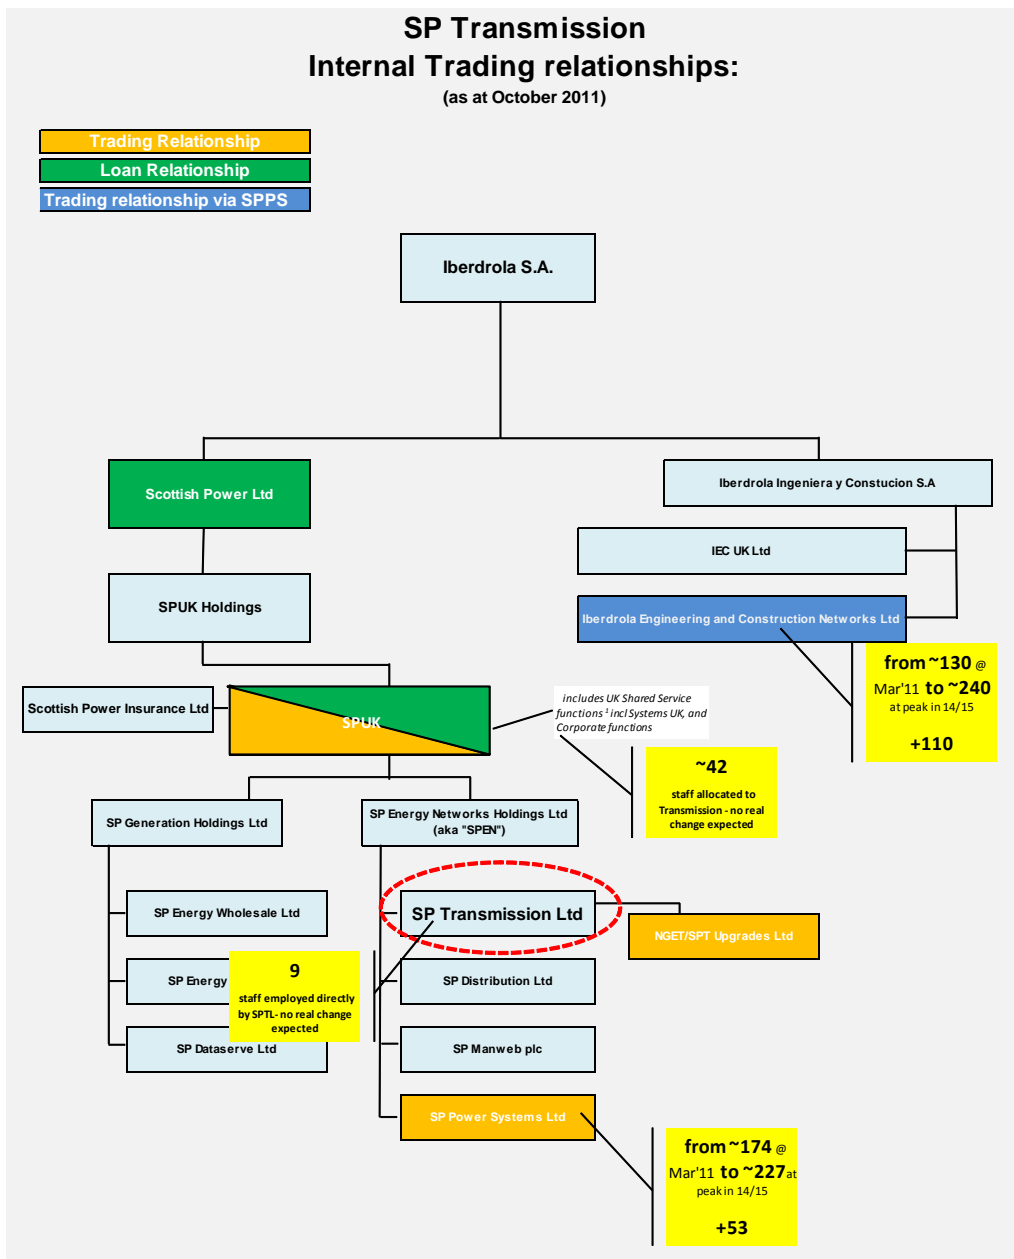 SP Transmission
Internal Trading relationships:
(as at October 2011)
Trading Relationship
Loan Relationship
Trading relationship via SPPS
Iberdrola S.A.
Scottish Power Ltd
Iberdrola Ingeniera y Constucion S.A
IEC UK Ltd
SPUK Holdings
Iberdrola Engineering and Construction Networks Ltd
from ~130 @
Mar'11 to ~240
at peak in 14/15
+110
Scottish Power Insurance Ltd
SPUK
includes UK Shared Service
functions ¹ incl Systems UK, and
Corporate functions
~42
staff allocated to
Transmission - no real
change expected
SP Generation Holdings Ltd
SP Energy Networks Holdings Ltd
(aka "SPEN")
SP Energy Wholesale Ltd
SP Transmission Ltd
NGET/SPT Upgrades Ltd
SP Energy
9
staff employed directly
by SPTL- no real change
expected
SP Distribution Ltd
SP Dataserve Ltd
SP Manweb plc
SP Power Systems Ltd
from ~174 @
Mar'11 to ~227 at
peak in 14/15
+53